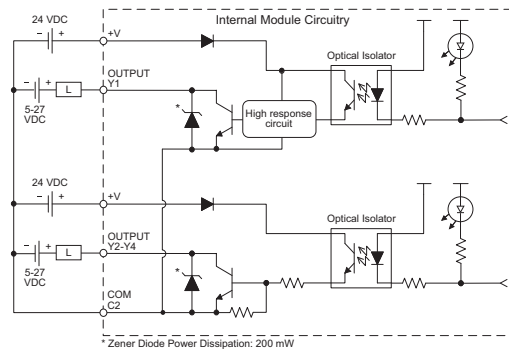 Internal Module Circuitry
24 VDC
− +
+V
Optical Isolator
OUTPUT
Y1
− +
L
5-27
VDC
*
High response
circuit
24 VDC
− +
+V
Optical Isolator
OUTPUT
Y2-Y4
− +
L
5-27
VDC
*
COM
C2
* Zener Diode Power Dissipation: 200 mW